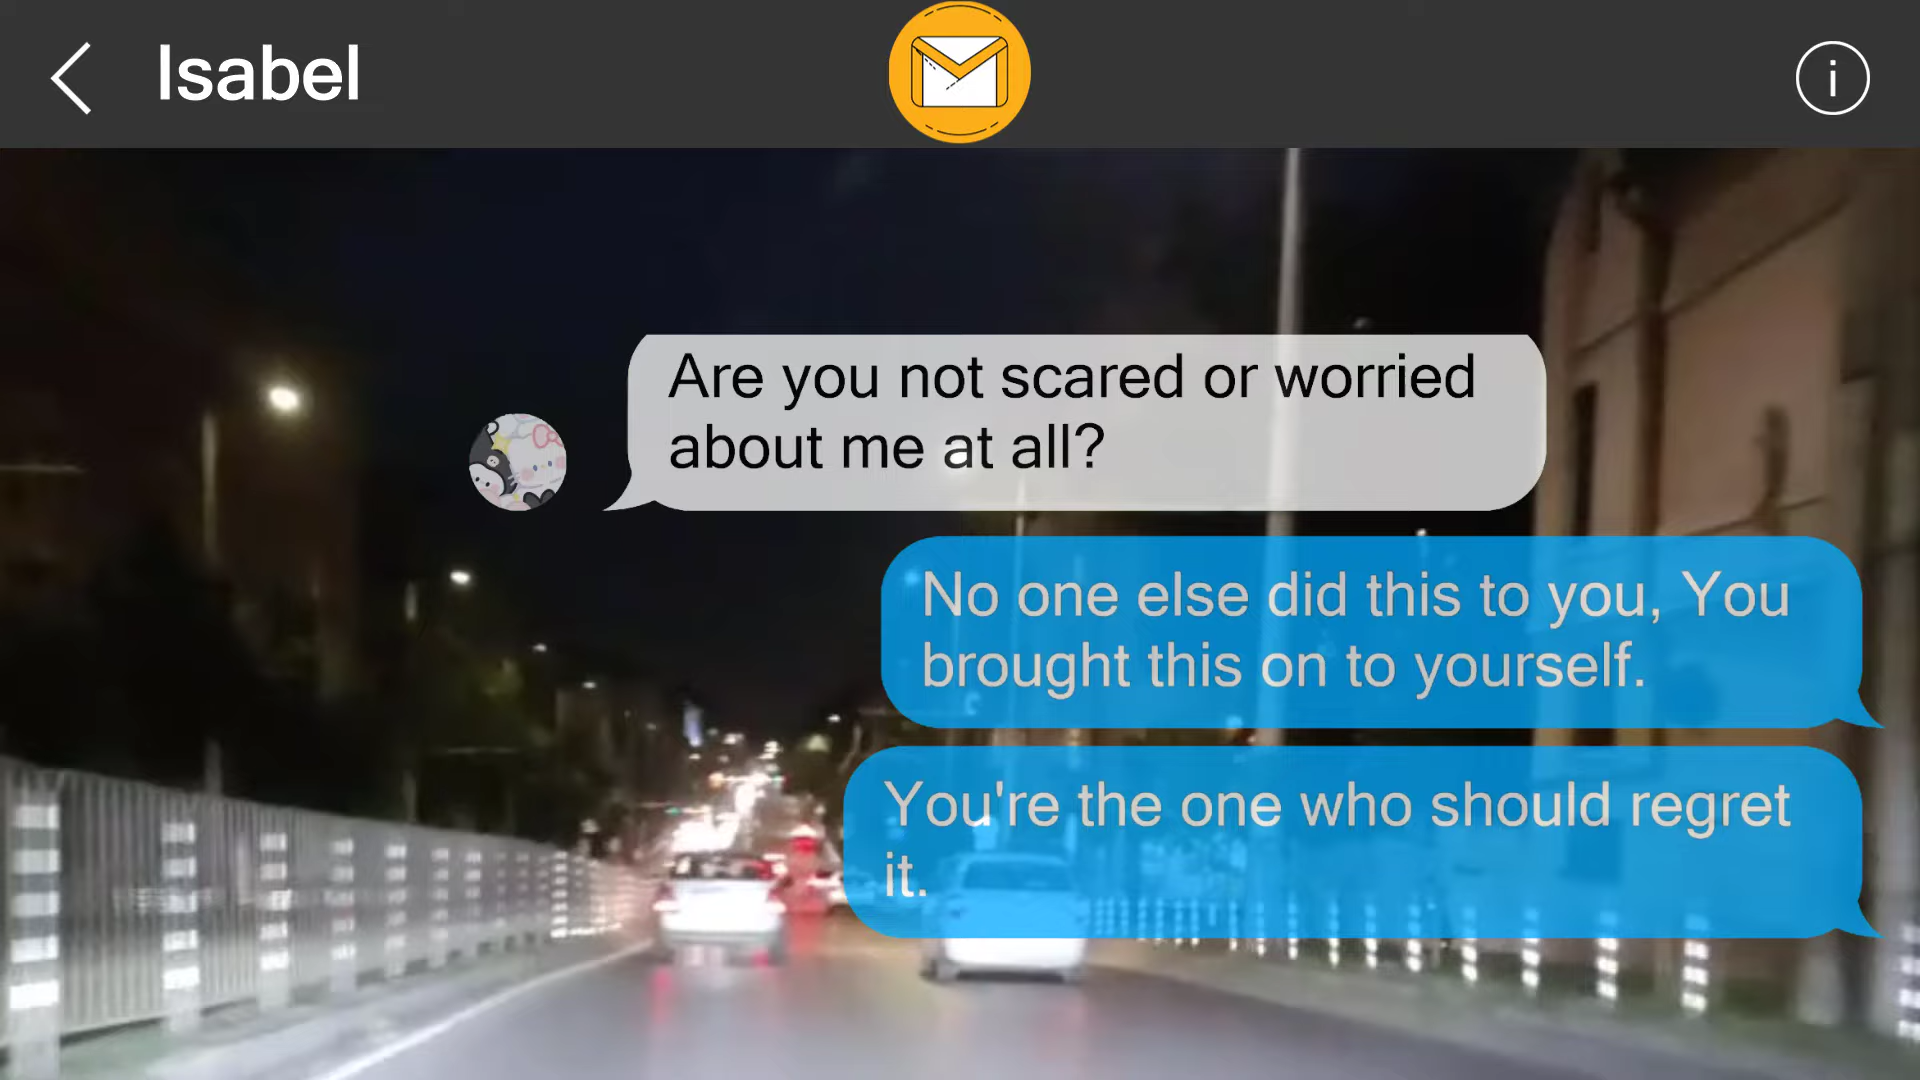 Isabel
Are you not scared or worried
about me at all?
No one else did this to you, You
brought this on to yourself.
You're the one who should regret
it.